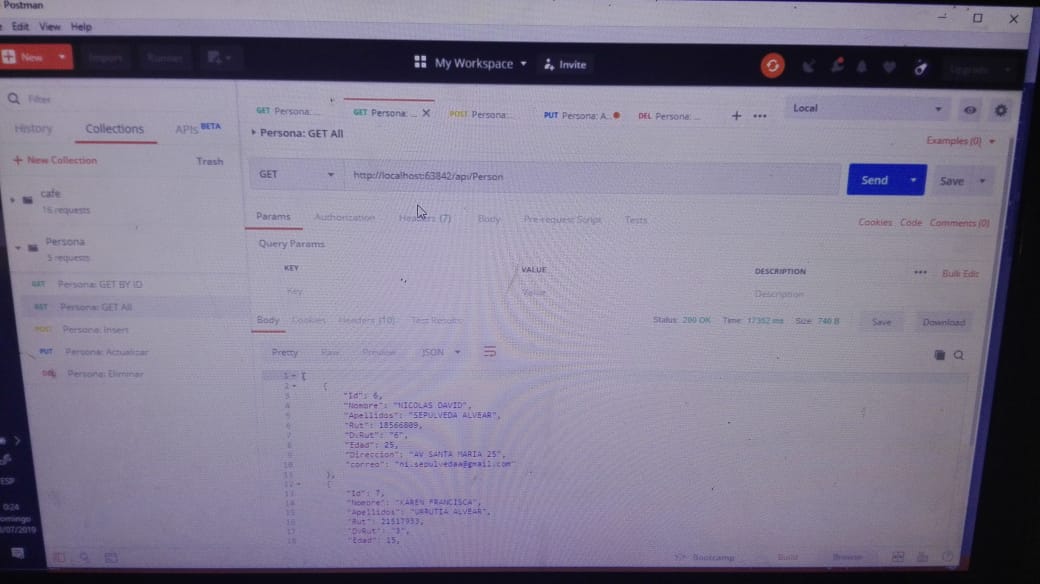 Postman
Edit View Help
New Import Runner My Workspace Invite Upgrade
Filter
History Collections APIs BETA
+ New Collection Trash
cafe
16 requests
Persona
5 requests
GET Persona: GET BY ID
GET Persona: GET All
POST Persona: Insert
PUT Persona: Actualizar
DEL Persona: Eliminar
GET Persona: ... GET Persona: ... POST Persona: ... PUT Persona: A... DEL Persona: ... + ••• Local
Persona: GET All Examples (0)
GET http://localhost:63842/api/Person Send Save
Params Authorization Headers (7) Body Pre-request Script Tests Cookies Code Comments (0)
Query Params
KEY VALUE DESCRIPTION ••• Bulk Edit
Key Value Description
Body Cookies Headers (10) Test Results Status: 200 OK Time: 17352 ms Size: 740 B Save Download
Pretty Raw Preview JSON
1 [
2 {
3 "Id": 6,
4 "Nombre": "NICOLAS DAVID",
5 "Apellidos": "SEPULVEDA ALVEAR",
6 "Rut": 18566809,
7 "DvRut": "6",
8 "Edad": 25,
9 "Direccion": "AV SANTA MARIA 25",
10 "correo": "ni.sepulvedaa@gmail.com"
11 },
12 {
13 "Id": 7,
14 "Nombre": "KAREN FRANCISCA",
15 "Apellidos": "URRUTIA ALVEAR",
16 "Rut": 21517933,
17 "DvRut": "3",
18 "Edad": 15,
ESP
0:24
domingo
/07/2019
Bootcamp Build Browse